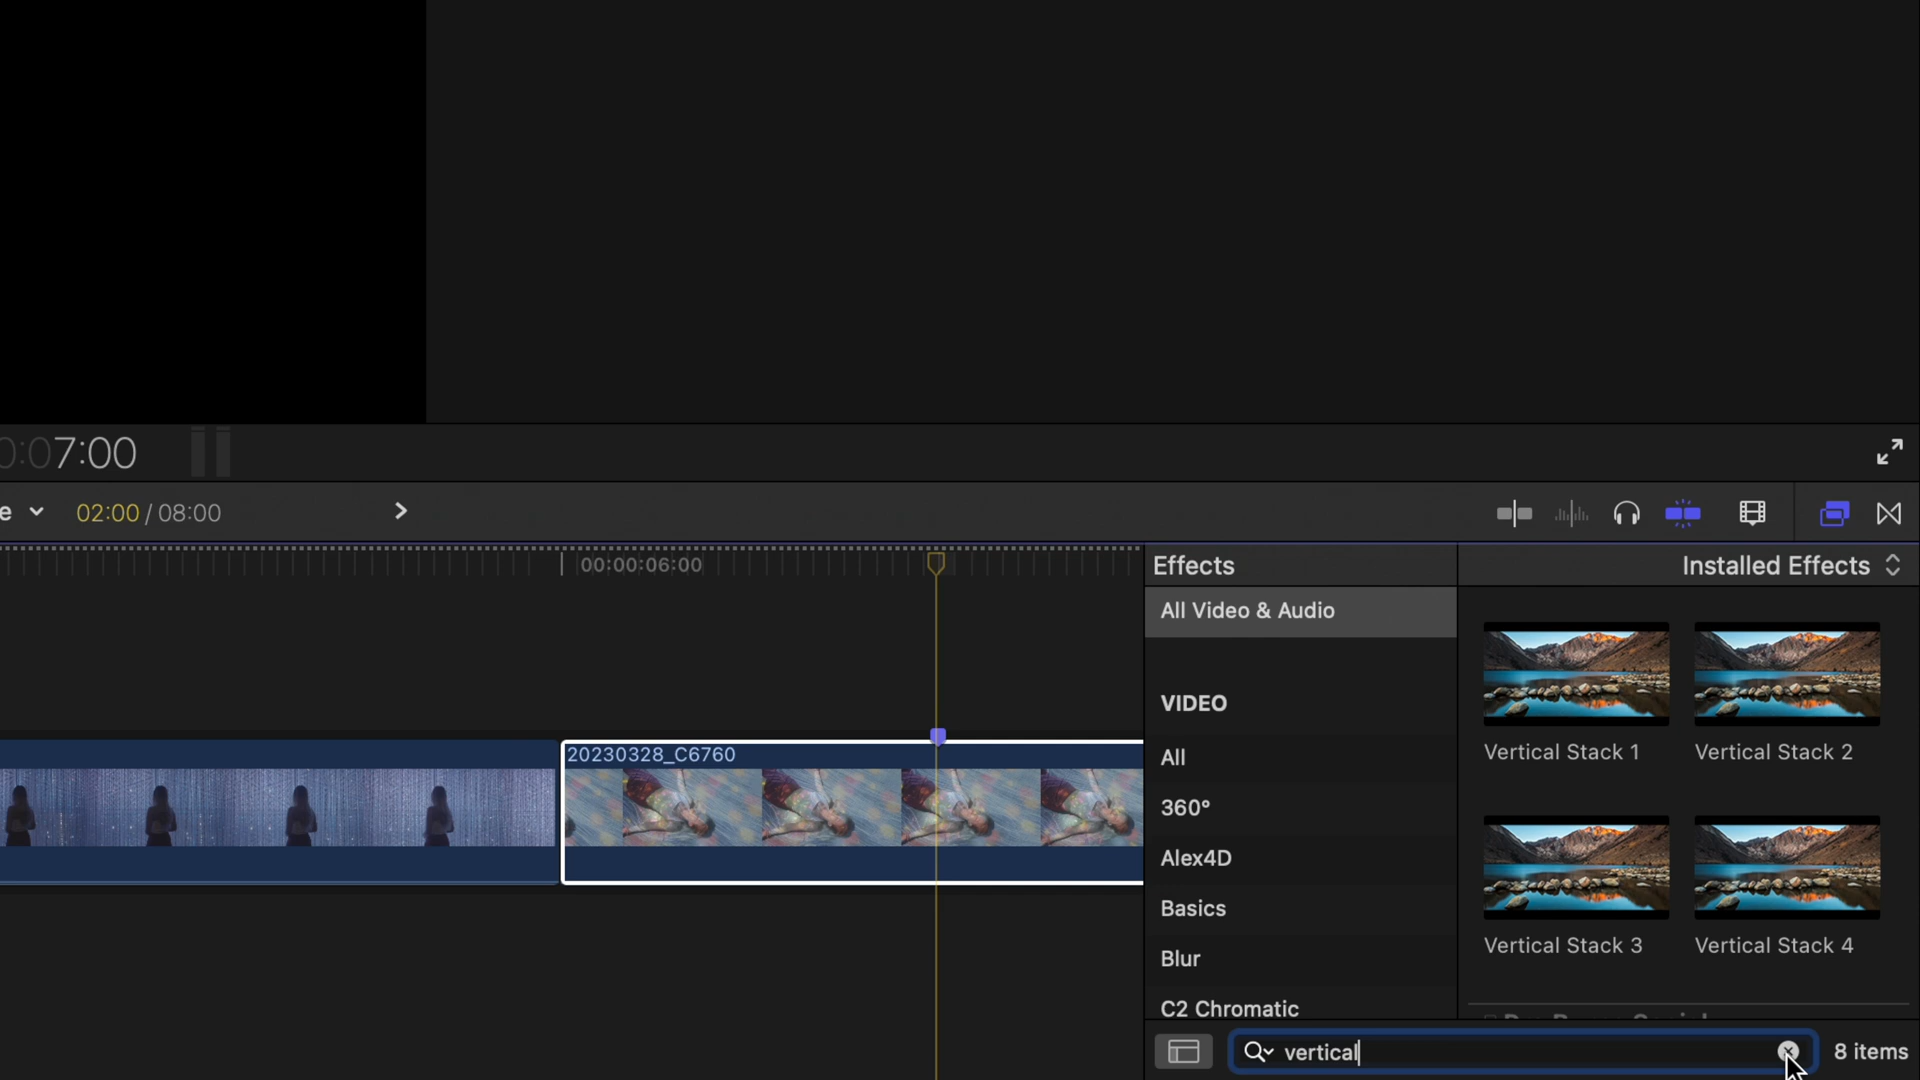 0:07:00
e 02:00 / 08:00
00:00:06:00
Effects
Installed Effects
All Video & Audio
VIDEO
All
360°
Alex4D
Basics
Blur
C2 Chromatic
Vertical Stack 1
Vertical Stack 2
Vertical Stack 3
Vertical Stack 4
20230328_C6760
vertical
8 items